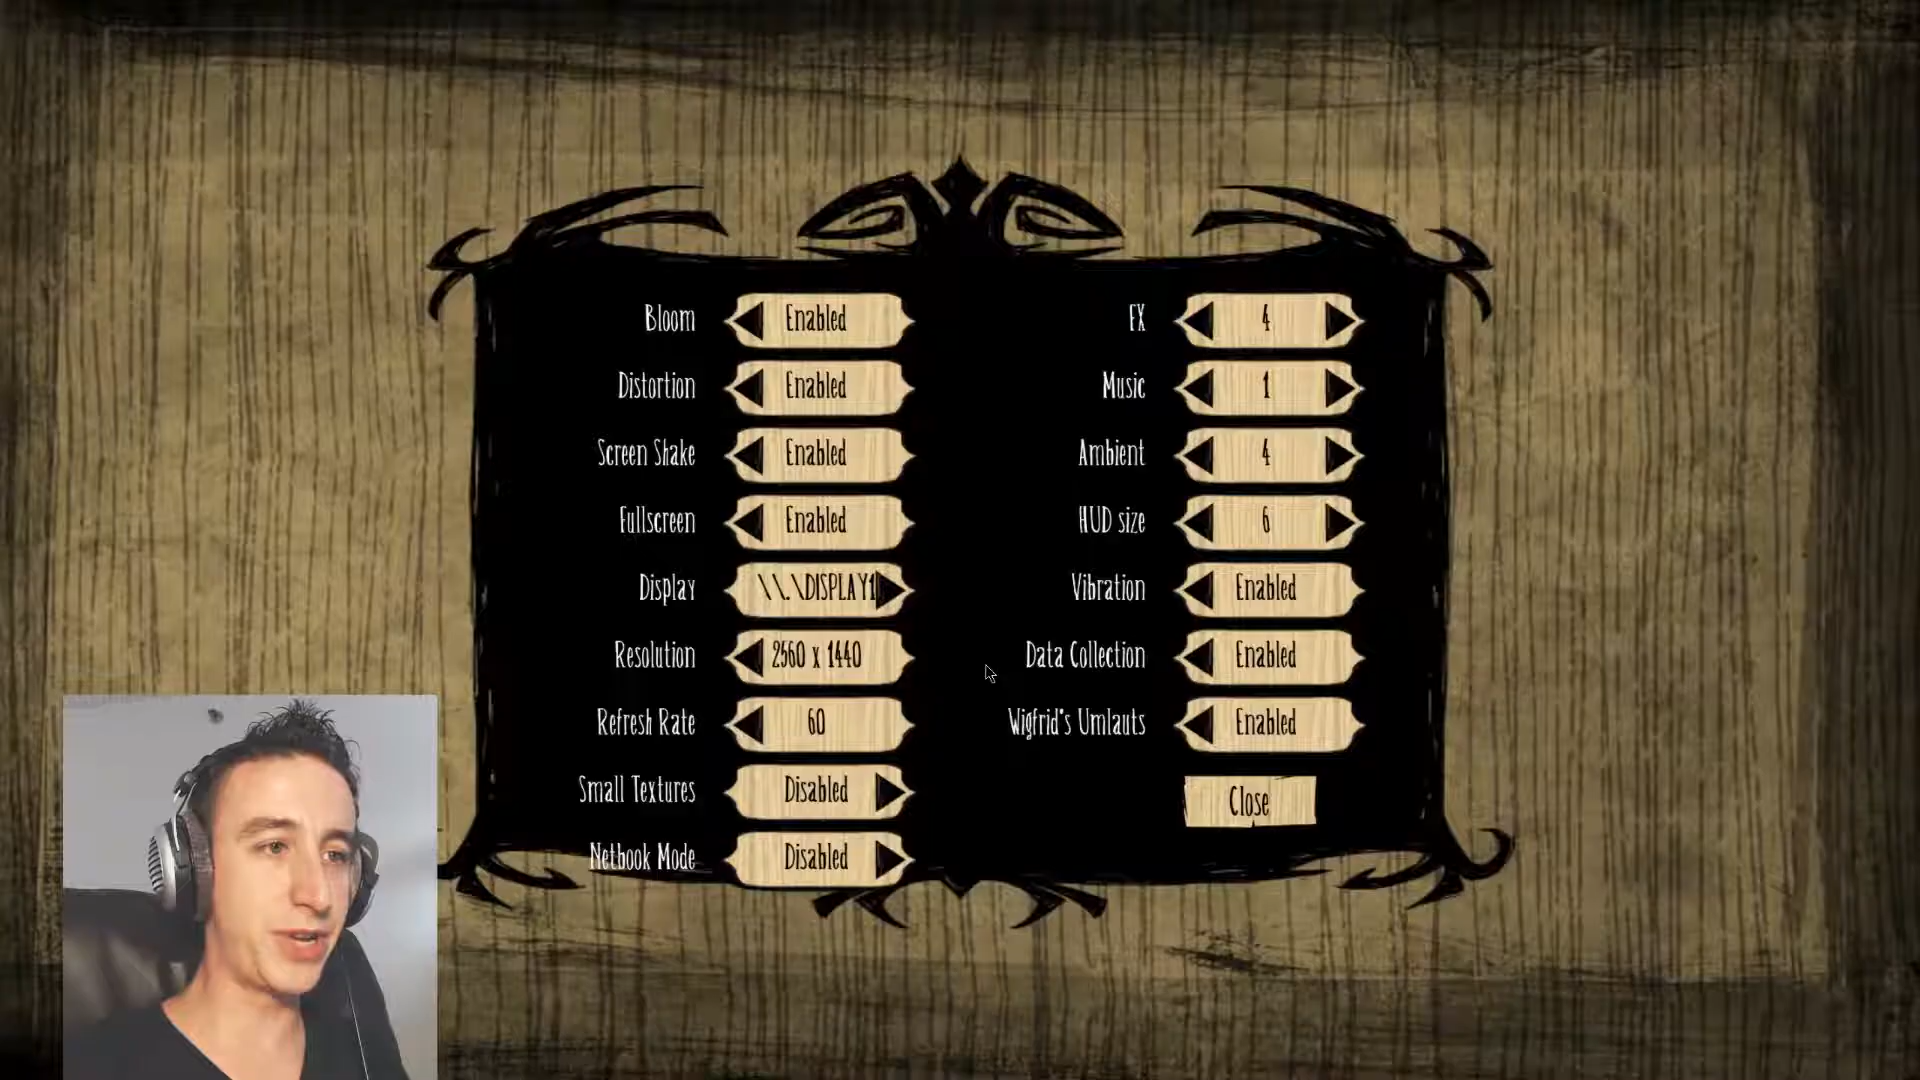 Bloom Enabled
Distortion Enabled
Screen Shake Enabled
Fullscreen Enabled
Display \\.\DISPLAY1
Resolution 2560 x 1440
Refresh Rate 60
Small Textures Disabled
Netbook Mode Disabled
FX 4
Music 1
Ambient 4
HUD size 6
Vibration Enabled
Data Collection Enabled
Wigfrid's Umlauts Enabled
Close